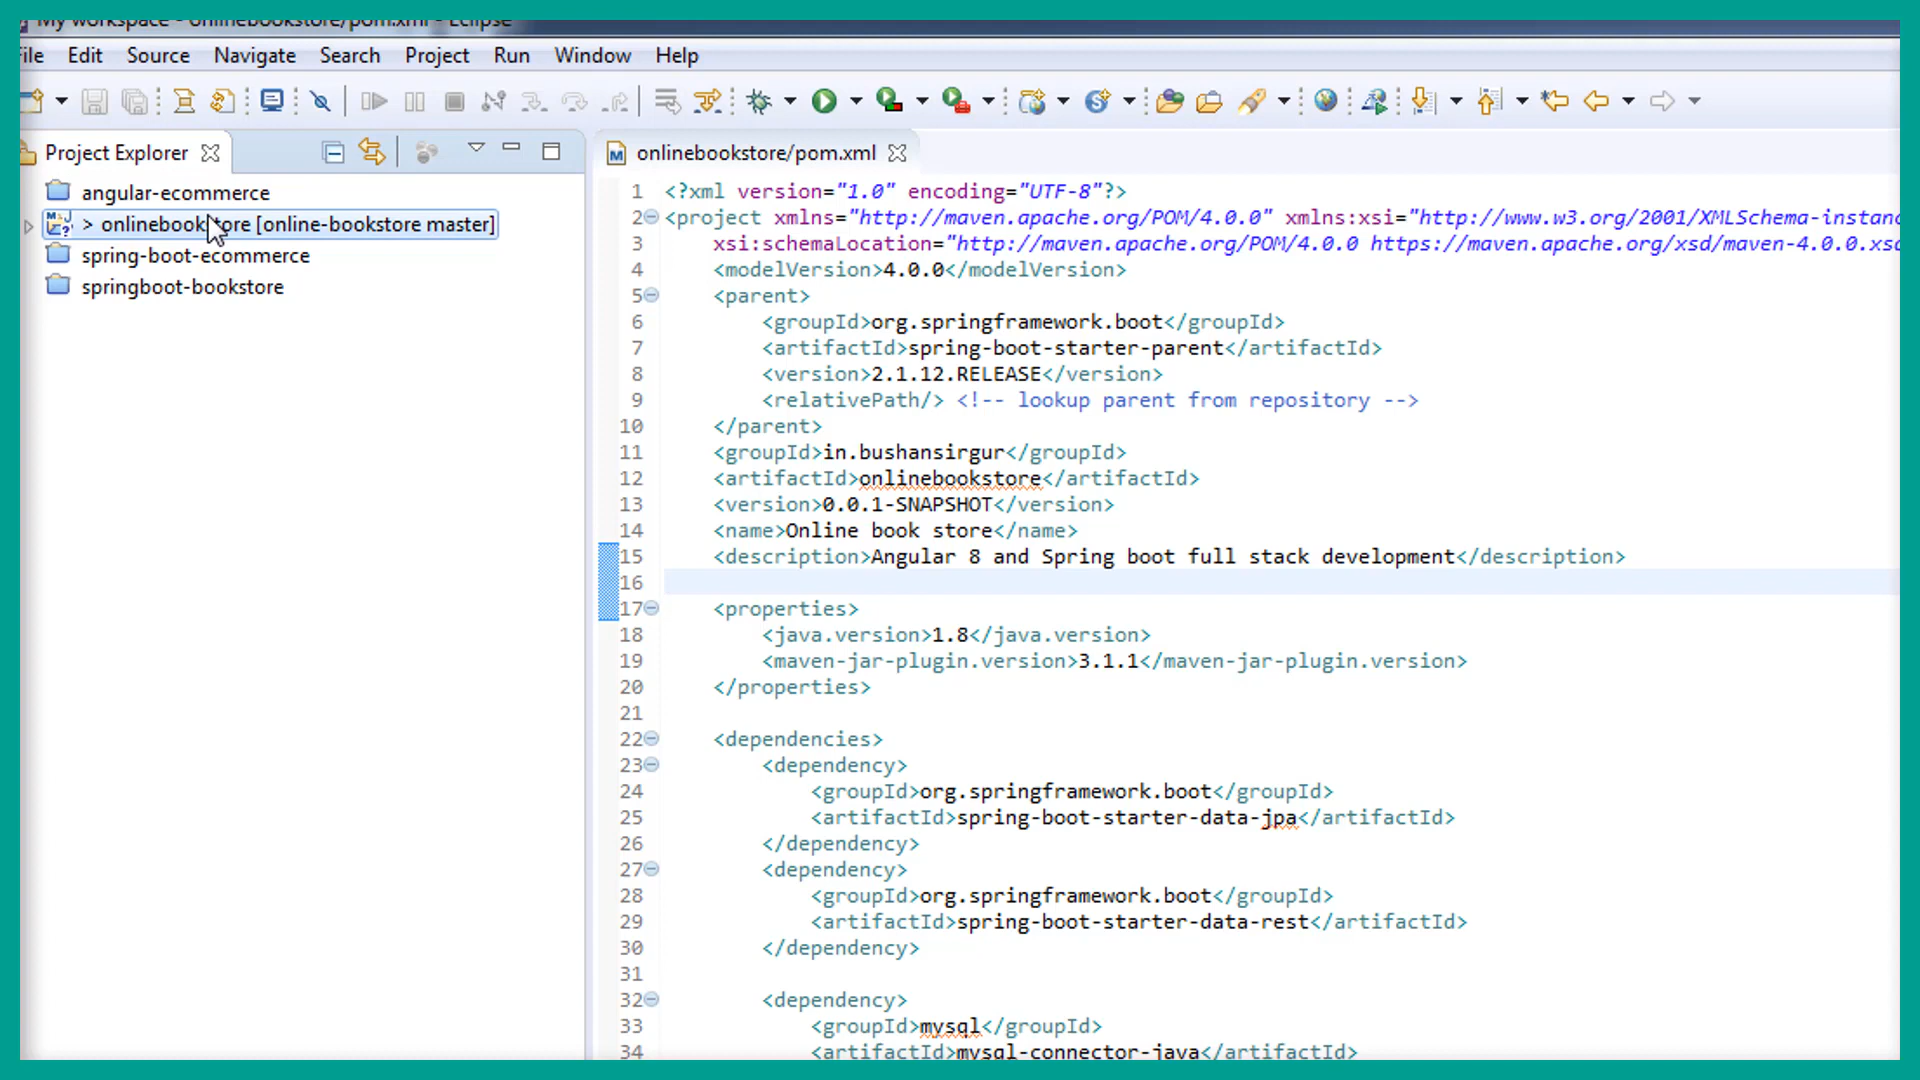 My workspace - onlinebookstore/pom.xml - Eclipse
File Edit Source Navigate Search Project Run Window Help
Project Explorer
angular-ecommerce
> onlinebookstore [online-bookstore master]
spring-boot-ecommerce
springboot-bookstore
onlinebookstore/pom.xml
1 <?xml version="1.0" encoding="UTF-8"?>
2 <project xmlns="http://maven.apache.org/POM/4.0.0" xmlns:xsi="http://www.w3.org/2001/XMLSchema-instanc
3 xsi:schemaLocation="http://maven.apache.org/POM/4.0.0 https://maven.apache.org/xsd/maven-4.0.0.xsd
4 <modelVersion>4.0.0</modelVersion>
5 <parent>
6 <groupId>org.springframework.boot</groupId>
7 <artifactId>spring-boot-starter-parent</artifactId>
8 <version>2.1.12.RELEASE</version>
9 <relativePath/> <!-- lookup parent from repository -->
10 </parent>
11 <groupId>in.bushansirgur</groupId>
12 <artifactId>onlinebookstore</artifactId>
13 <version>0.0.1-SNAPSHOT</version>
14 <name>Online book store</name>
15 <description>Angular 8 and Spring boot full stack development</description>
16
17 <properties>
18 <java.version>1.8</java.version>
19 <maven-jar-plugin.version>3.1.1</maven-jar-plugin.version>
20 </properties>
21
22 <dependencies>
23 <dependency>
24 <groupId>org.springframework.boot</groupId>
25 <artifactId>spring-boot-starter-data-jpa</artifactId>
26 </dependency>
27 <dependency>
28 <groupId>org.springframework.boot</groupId>
29 <artifactId>spring-boot-starter-data-rest</artifactId>
30 </dependency>
31
32 <dependency>
33 <groupId>mysql</groupId>
34 <artifactId>mysql-connector-java</artifactId>